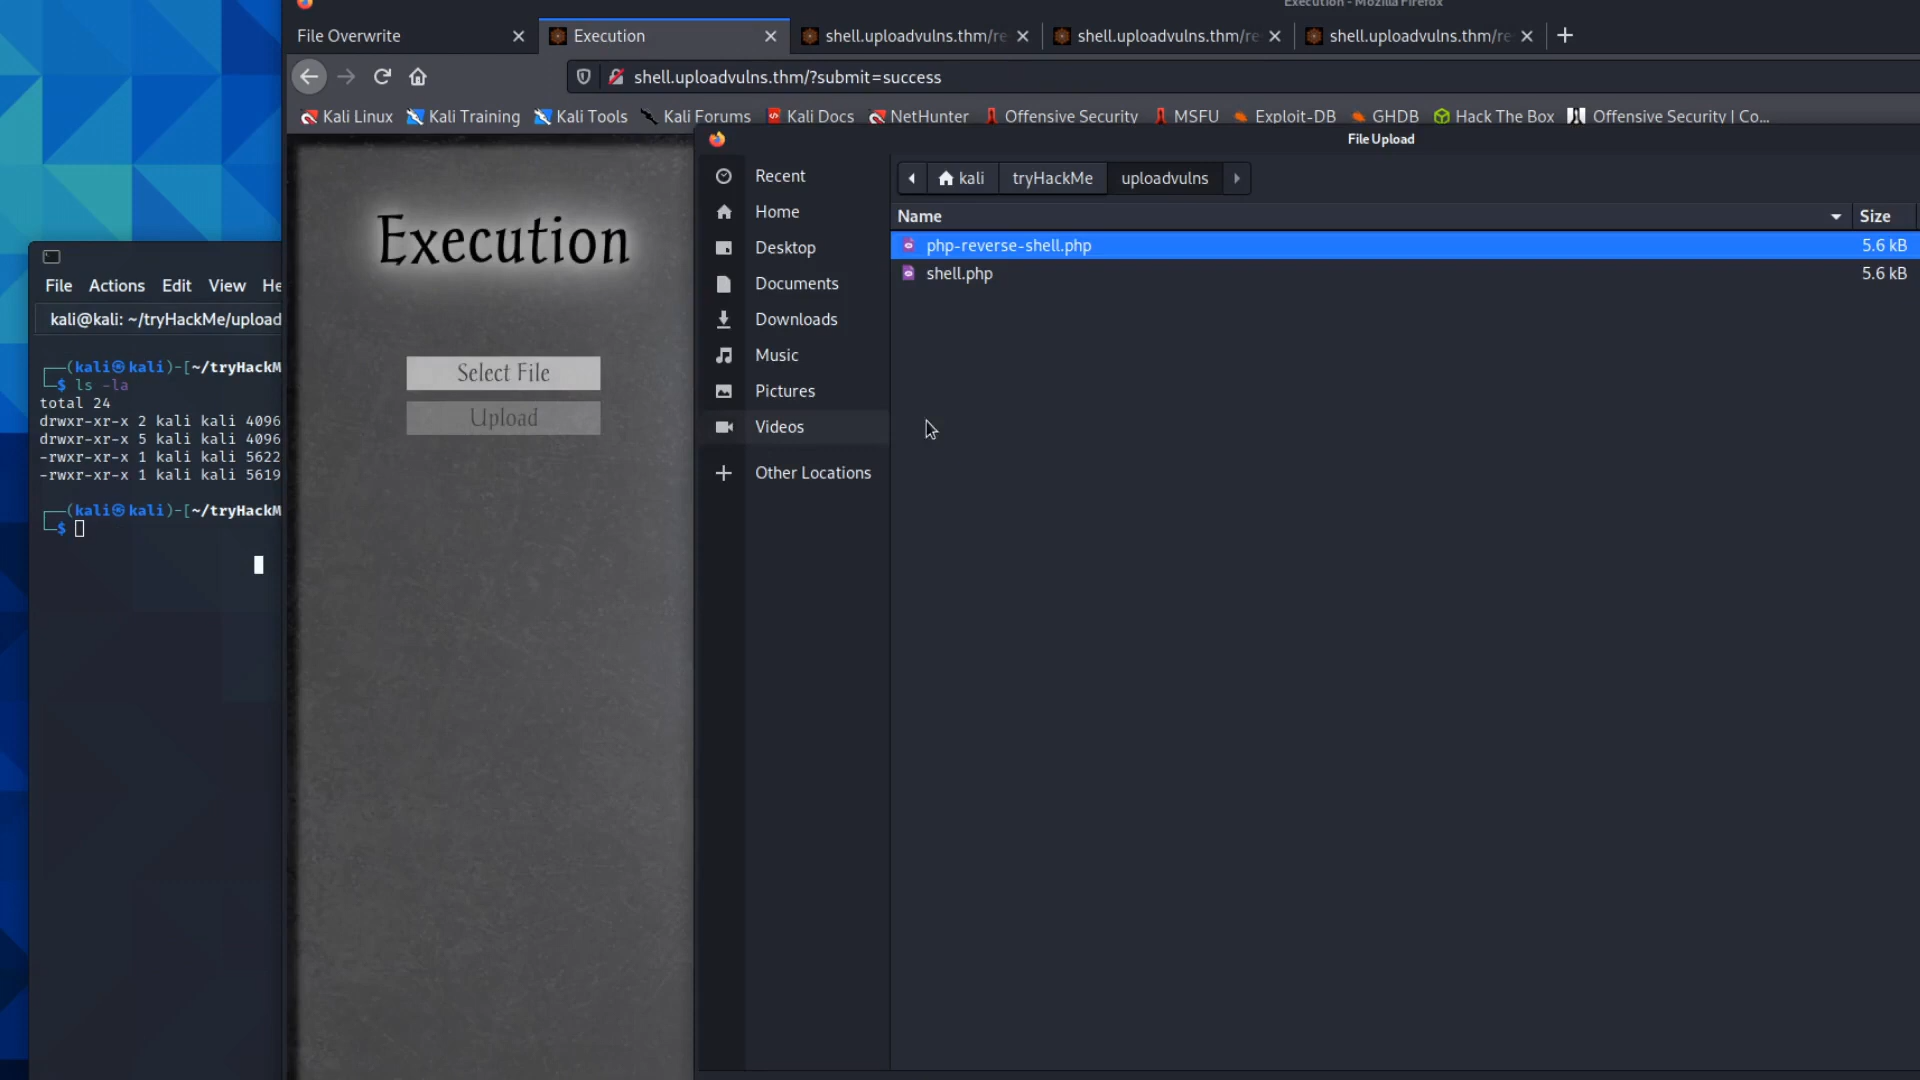 Execution - Mozilla Firefox
File Overwrite
Execution
shell.uploadvulns.thm/re
shell.uploadvulns.thm/re
shell.uploadvulns.thm/re
shell.uploadvulns.thm/?submit=success
Kali Linux
Kali Training
Kali Tools
Kali Forums
Kali Docs
NetHunter
Offensive Security
MSFU
Exploit-DB
GHDB
Hack The Box
Offensive Security | Co...
File Upload
Recent
Home
Desktop
Documents
Downloads
Music
Pictures
Videos
Other Locations
kali
tryHackMe
uploadvulns
Name
Size
php-reverse-shell.php
5.6 kB
shell.php
5.6 kB
Execution
Select File
Upload
File
Actions
Edit
View
He
kali@kali: ~/tryHackMe/upload
(kali㉿kali)-[~/tryHackM
$ ls -la
total 24
drwxr-xr-x 2 kali kali 4096
drwxr-xr-x 5 kali kali 4096
-rwxr-xr-x 1 kali kali 5622
-rwxr-xr-x 1 kali kali 5619
(kali㉿kali)-[~/tryHackM
$